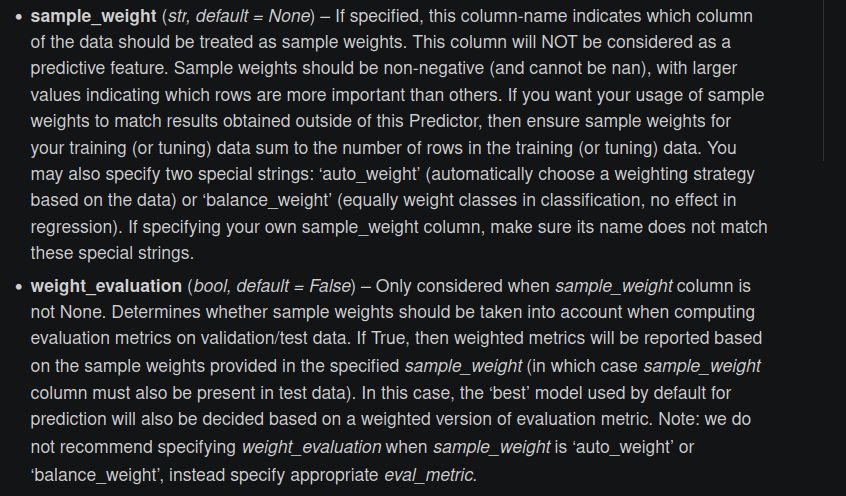 • sample_weight (str, default = None) – If specified, this column-name indicates which column
of the data should be treated as sample weights. This column will NOT be considered as a
predictive feature. Sample weights should be non-negative (and cannot be nan), with larger
values indicating which rows are more important than others. If you want your usage of sample
weights to match results obtained outside of this Predictor, then ensure sample weights for
your training (or tuning) data sum to the number of rows in the training (or tuning) data. You
may also specify two special strings: ‘auto_weight’ (automatically choose a weighting strategy
based on the data) or ‘balance_weight’ (equally weight classes in classification, no effect in
regression). If specifying your own sample_weight column, make sure its name does not match
these special strings.
• weight_evaluation (bool, default = False) – Only considered when sample_weight column is
not None. Determines whether sample weights should be taken into account when computing
evaluation metrics on validation/test data. If True, then weighted metrics will be reported based
on the sample weights provided in the specified sample_weight (in which case sample_weight
column must also be present in test data). In this case, the ‘best’ model used by default for
prediction will also be decided based on a weighted version of evaluation metric. Note: we do
not recommend specifying weight_evaluation when sample_weight is ‘auto_weight’ or
‘balance_weight’, instead specify appropriate eval_metric.